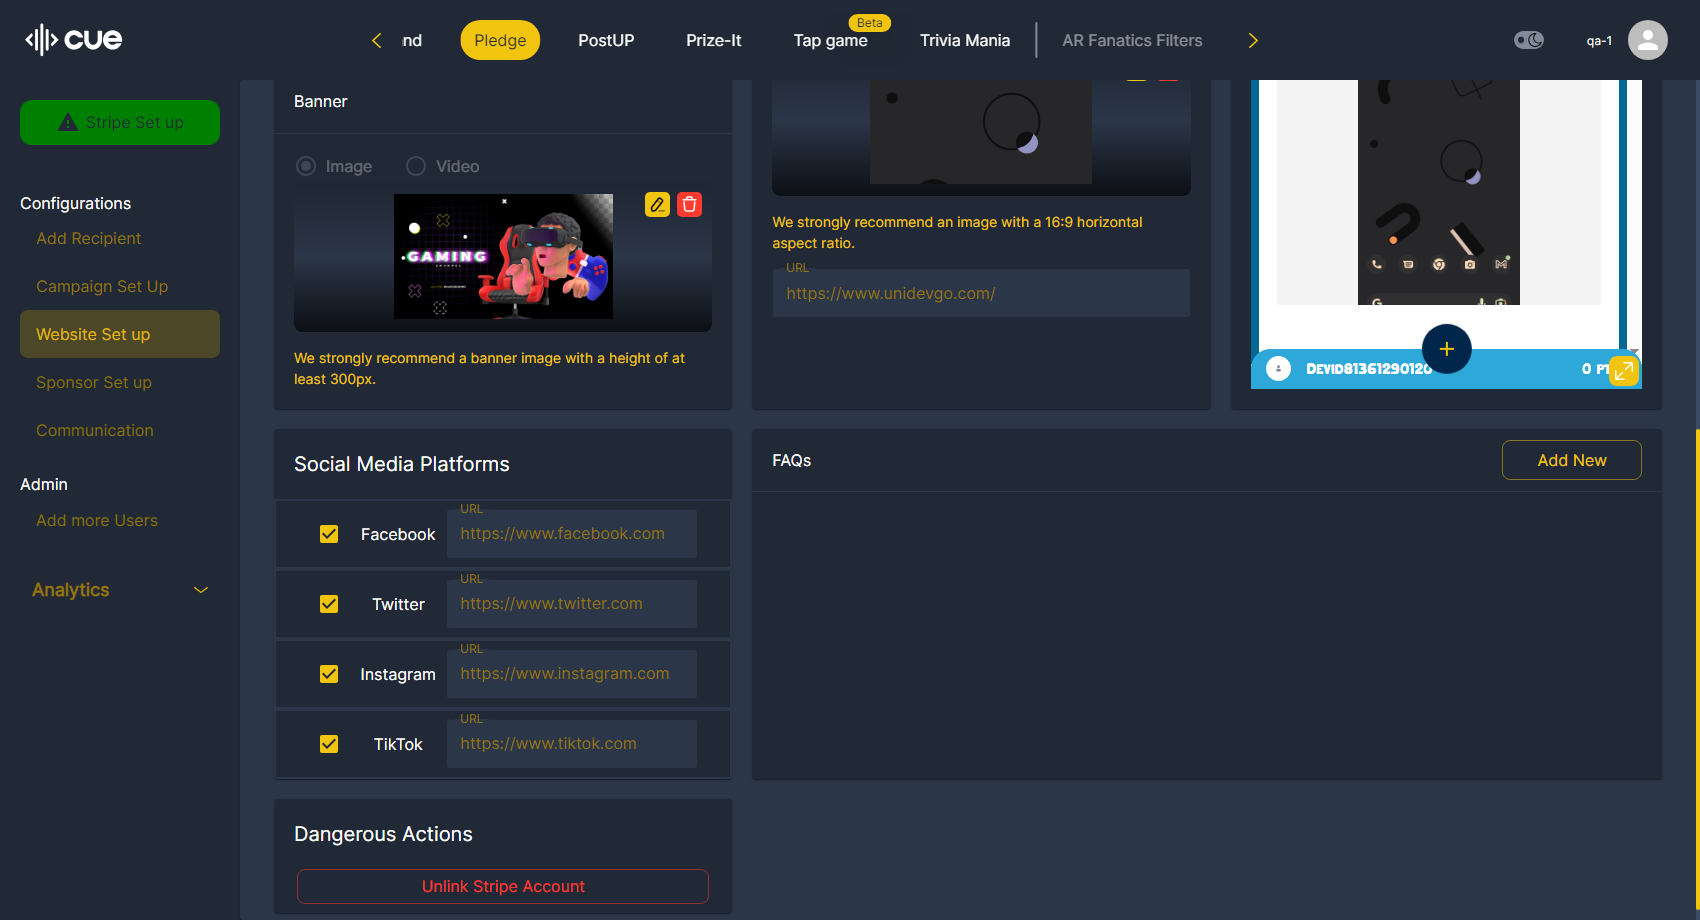 cue
nd
Pledge
PostUP
Prize-It
Beta
Tap game
Trivia Mania
AR Fanatics Filters
qa-1
Stripe Set up
Configurations
Add Recipient
Campaign Set Up
Website Set up
Sponsor Set up
Communication
Admin
Add more Users
Analytics
Banner
Image
Video
GAMING
CHANNEL
We strongly recommend a banner image with a height of at
least 300px.
We strongly recommend an image with a 16:9 horizontal
aspect ratio.
URL
https://www.unidevgo.com/
DEVID81361290120
0 PT
Social Media Platforms
Facebook
URL
https://www.facebook.com
Twitter
URL
https://www.twitter.com
Instagram
URL
https://www.instagram.com
TikTok
URL
https://www.tiktok.com
FAQs
Add New
Dangerous Actions
Unlink Stripe Account